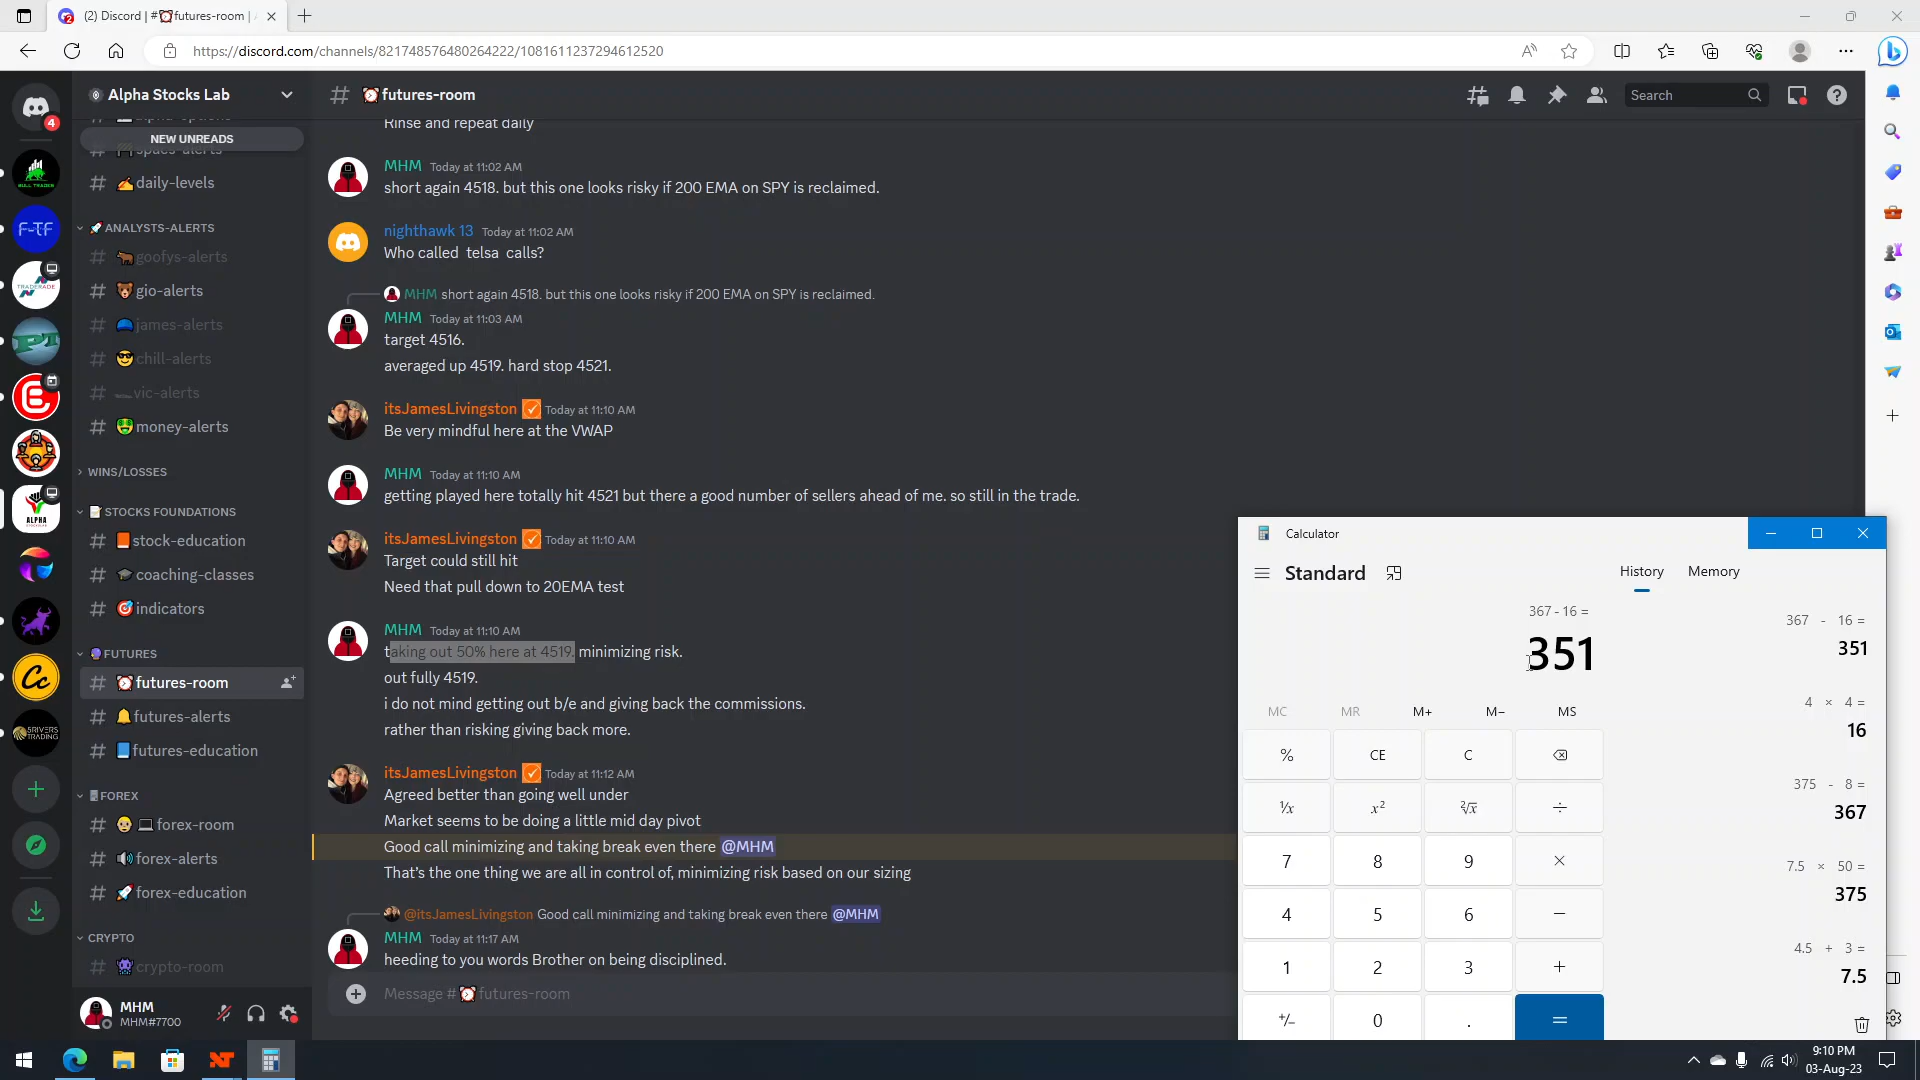 (2) Discord | #⏰futures-room |
https://discord.com/channels/821748576480264222/1081611237294612520
Alpha Stocks Lab
NEW UNREADS
daily-levels
ANALYSTS-ALERTS
goofys-alerts
gio-alerts
james-alerts
chill-alerts
vic-alerts
money-alerts
WINS/LOSSES
STOCKS FOUNDATIONS
stock-education
coaching-classes
indicators
FUTURES
futures-room
futures-alerts
futures-education
FOREX
forex-room
forex-alerts
forex-education
CRYPTO
crypto-room
MHM
MHM#7700
4
BULL TRADES
F-TF
TRADERADE
ALPHA
5RIVERS
TRADING
# ⏰futures-room
Search
Rinse and repeat daily
MHM Today at 11:02 AM
short again 4518. but this one looks risky if 200 EMA on SPY is reclaimed.
nighthawk 13 Today at 11:02 AM
Who called telsa calls?
MHM short again 4518. but this one looks risky if 200 EMA on SPY is reclaimed.
MHM Today at 11:03 AM
target 4516.
averaged up 4519. hard stop 4521.
itsJamesLivingston Today at 11:10 AM
Be very mindful here at the VWAP
MHM Today at 11:10 AM
getting played here totally hit 4521 but there a good number of sellers ahead of me. so still in the trade.
itsJamesLivingston Today at 11:10 AM
Target could still hit
Need that pull down to 20EMA test
MHM Today at 11:10 AM
taking out 50% here at 4519. minimizing risk.
out fully 4519.
i do not mind getting out b/e and giving back the commissions.
rather than risking giving back more.
itsJamesLivingston Today at 11:12 AM
Agreed better than going well under
Market seems to be doing a little mid day pivot
Good call minimizing and taking break even there @MHM
That's the one thing we are all in control of, minimizing risk based on our sizing
@itsJamesLivingston Good call minimizing and taking break even there @MHM
MHM Today at 11:17 AM
heeding to you words Brother on being disciplined.
Message #⏰futures-room
Calculator
Standard
History Memory
367 - 16 =
351
MC MR M+ M− MS
% CE C
⅟x x² ²√x ÷
7 8 9 ×
4 5 6 −
1 2 3 +
+/− 0 . =
367 - 16 =
351
4 × 4 =
16
375 - 8 =
367
7.5 × 50 =
375
4.5 + 3 =
7.5
9:10 PM
03-Aug-23